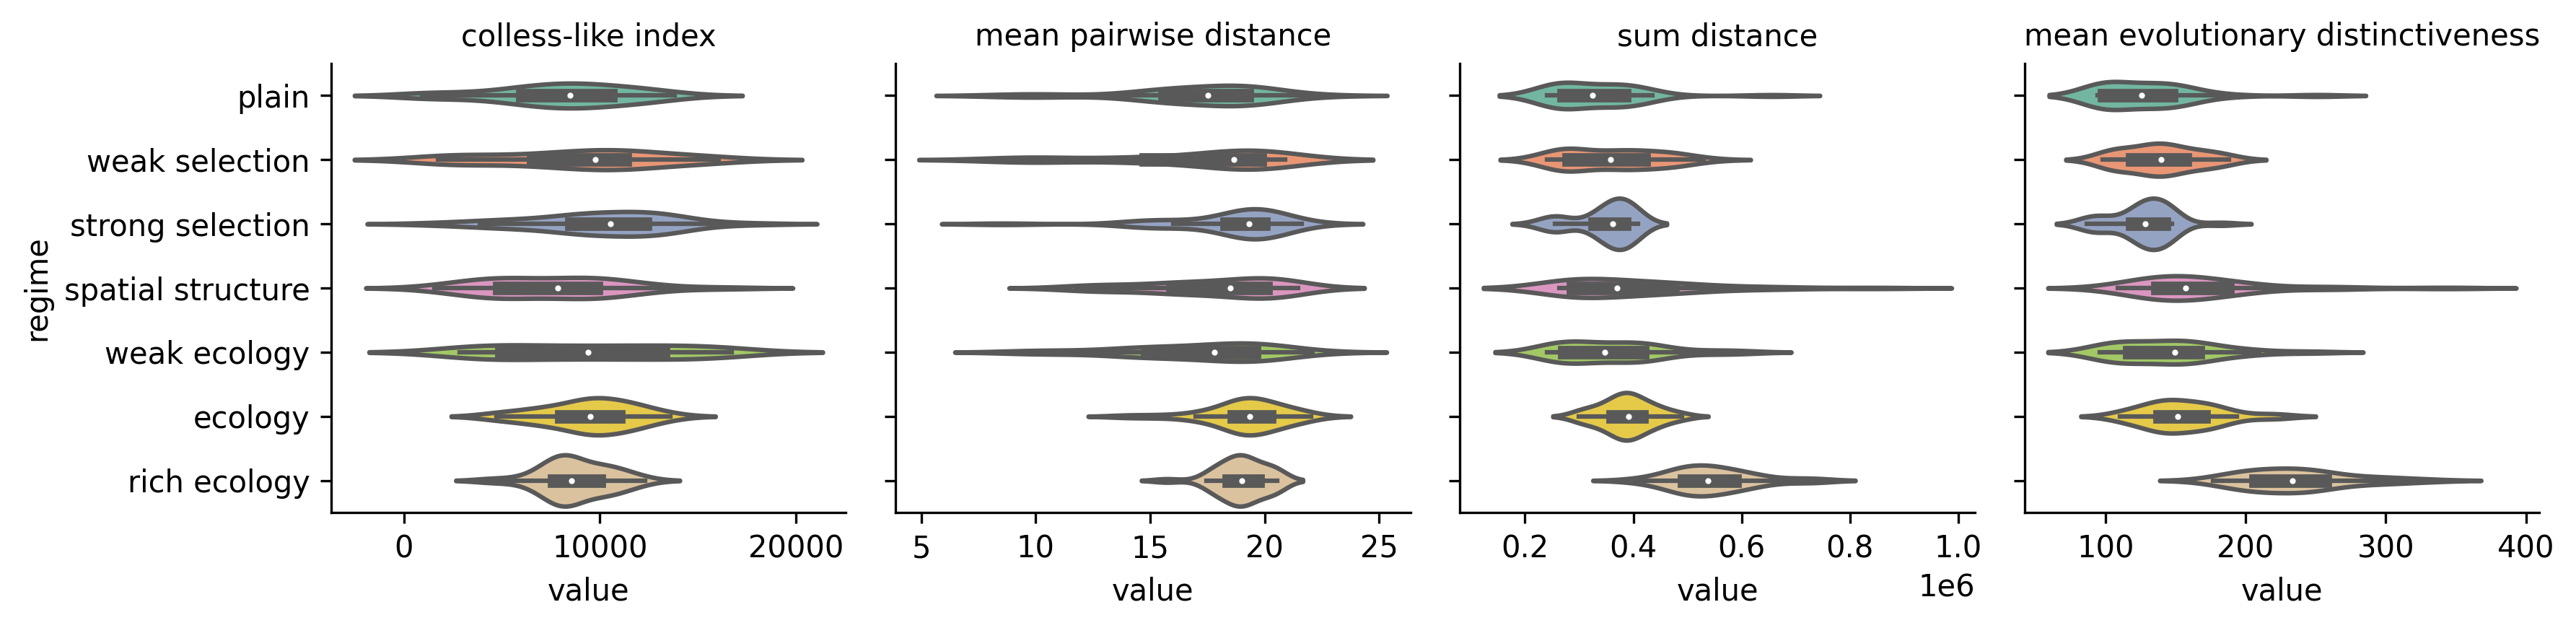 colless-like index
mean pairwise distance
sum distance
mean evolutionary distinctiveness
regime
plain
weak selection
strong selection
spatial structure
weak ecology
ecology
rich ecology
0 10000 20000
5 10 15 20 25
0.2 0.4 0.6 0.8 1.0
100 200 300 400
1e6
value
value
value
value